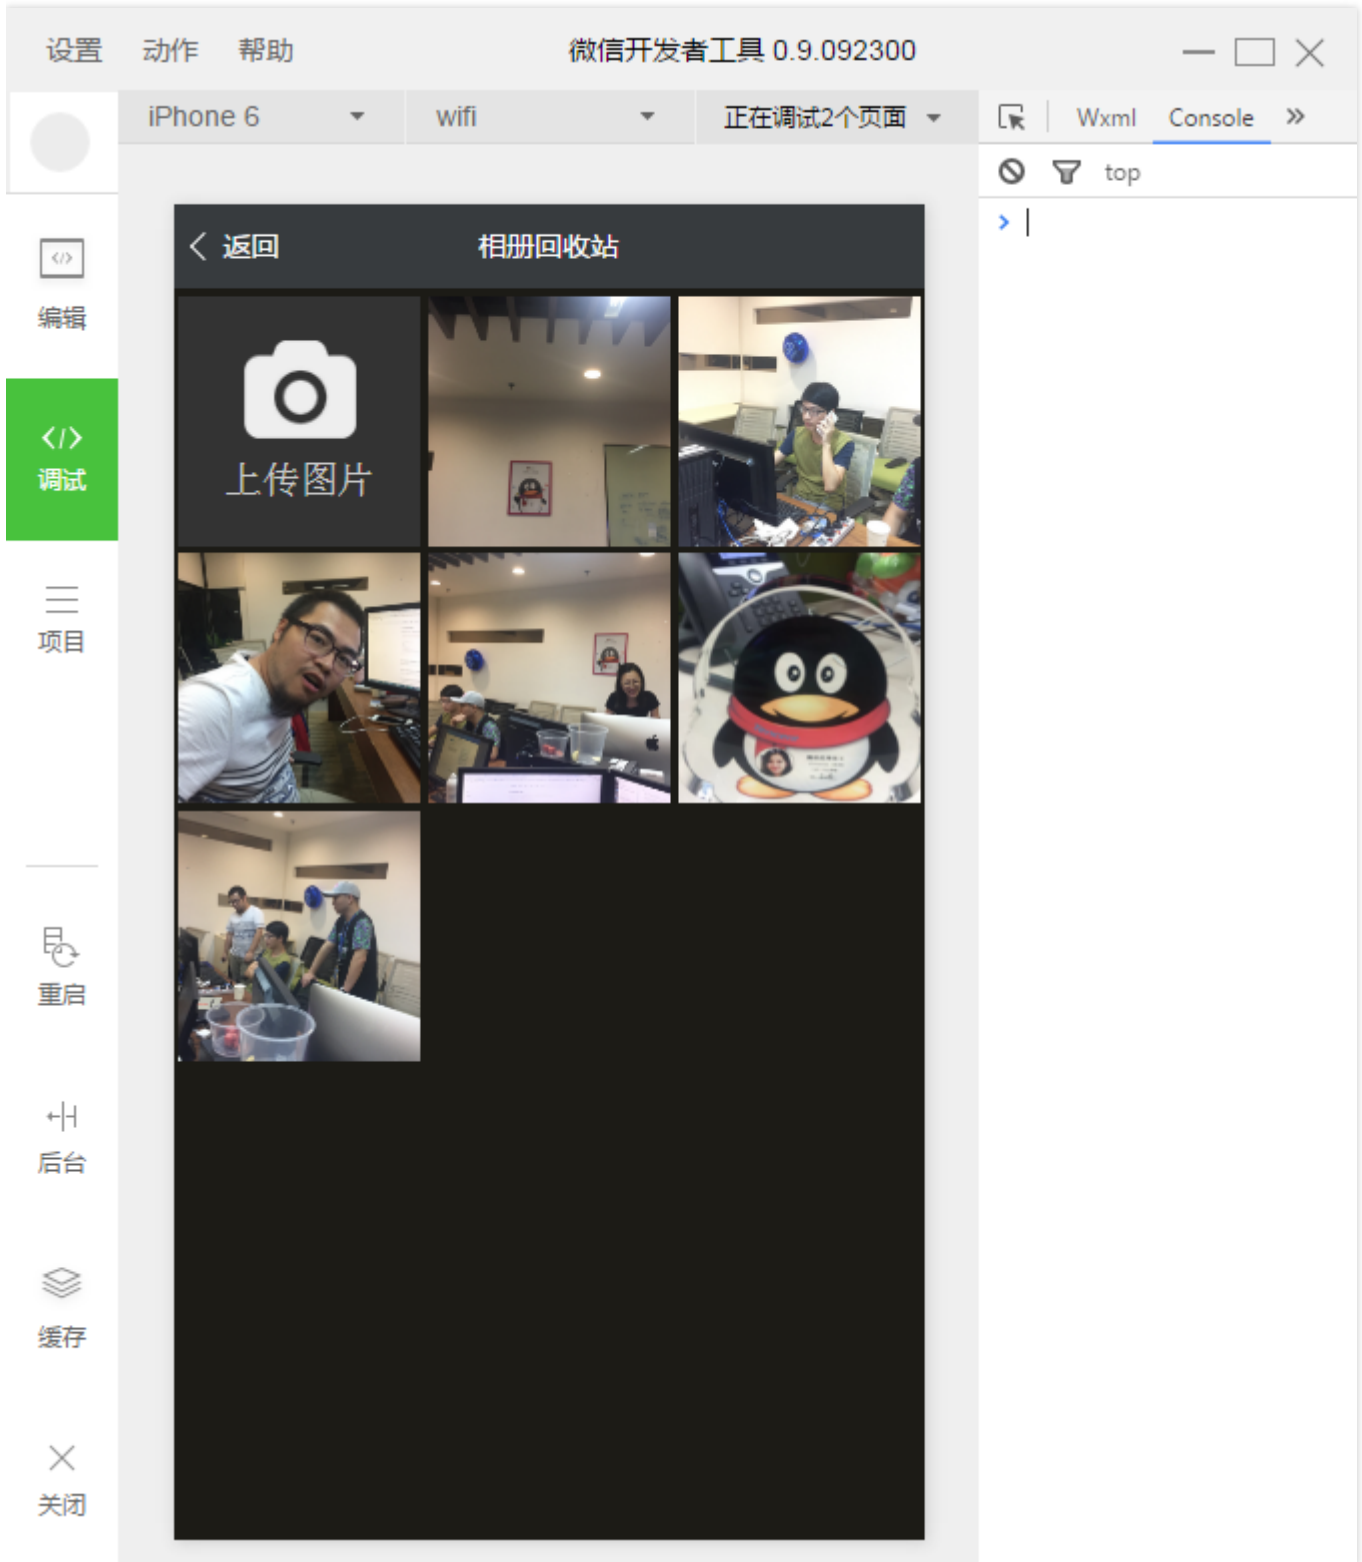 设置 动作 帮助 微信开发者工具 0.9.092300
iPhone 6 wifi 正在调试2个页面 Wxml Console
top
返回 相册回收站
编辑
上传图片
调试
项目
重启
后台
缓存
关闭